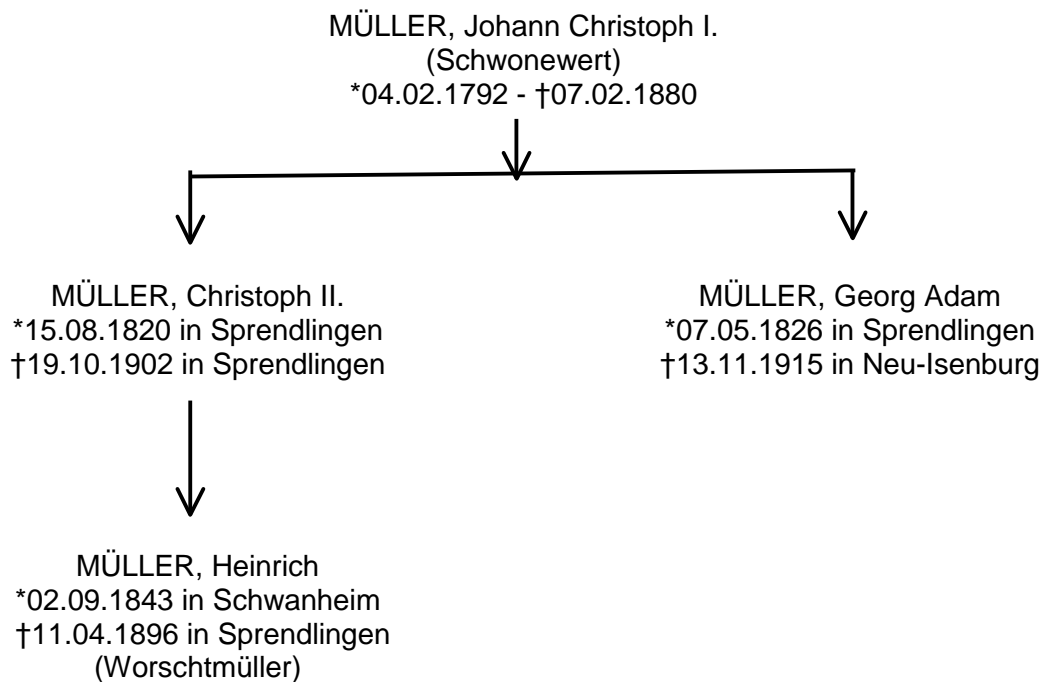 MÜLLER, Johann Christoph I.
(Schwonewert)
*04.02.1792 - †07.02.1880
MÜLLER, Christoph II.
*15.08.1820 in Sprendlingen
†19.10.1902 in Sprendlingen
MÜLLER, Georg Adam
*07.05.1826 in Sprendlingen
†13.11.1915 in Neu-Isenburg
MÜLLER, Heinrich
*02.09.1843 in Schwanheim
†11.04.1896 in Sprendlingen
(Worschtmüller)